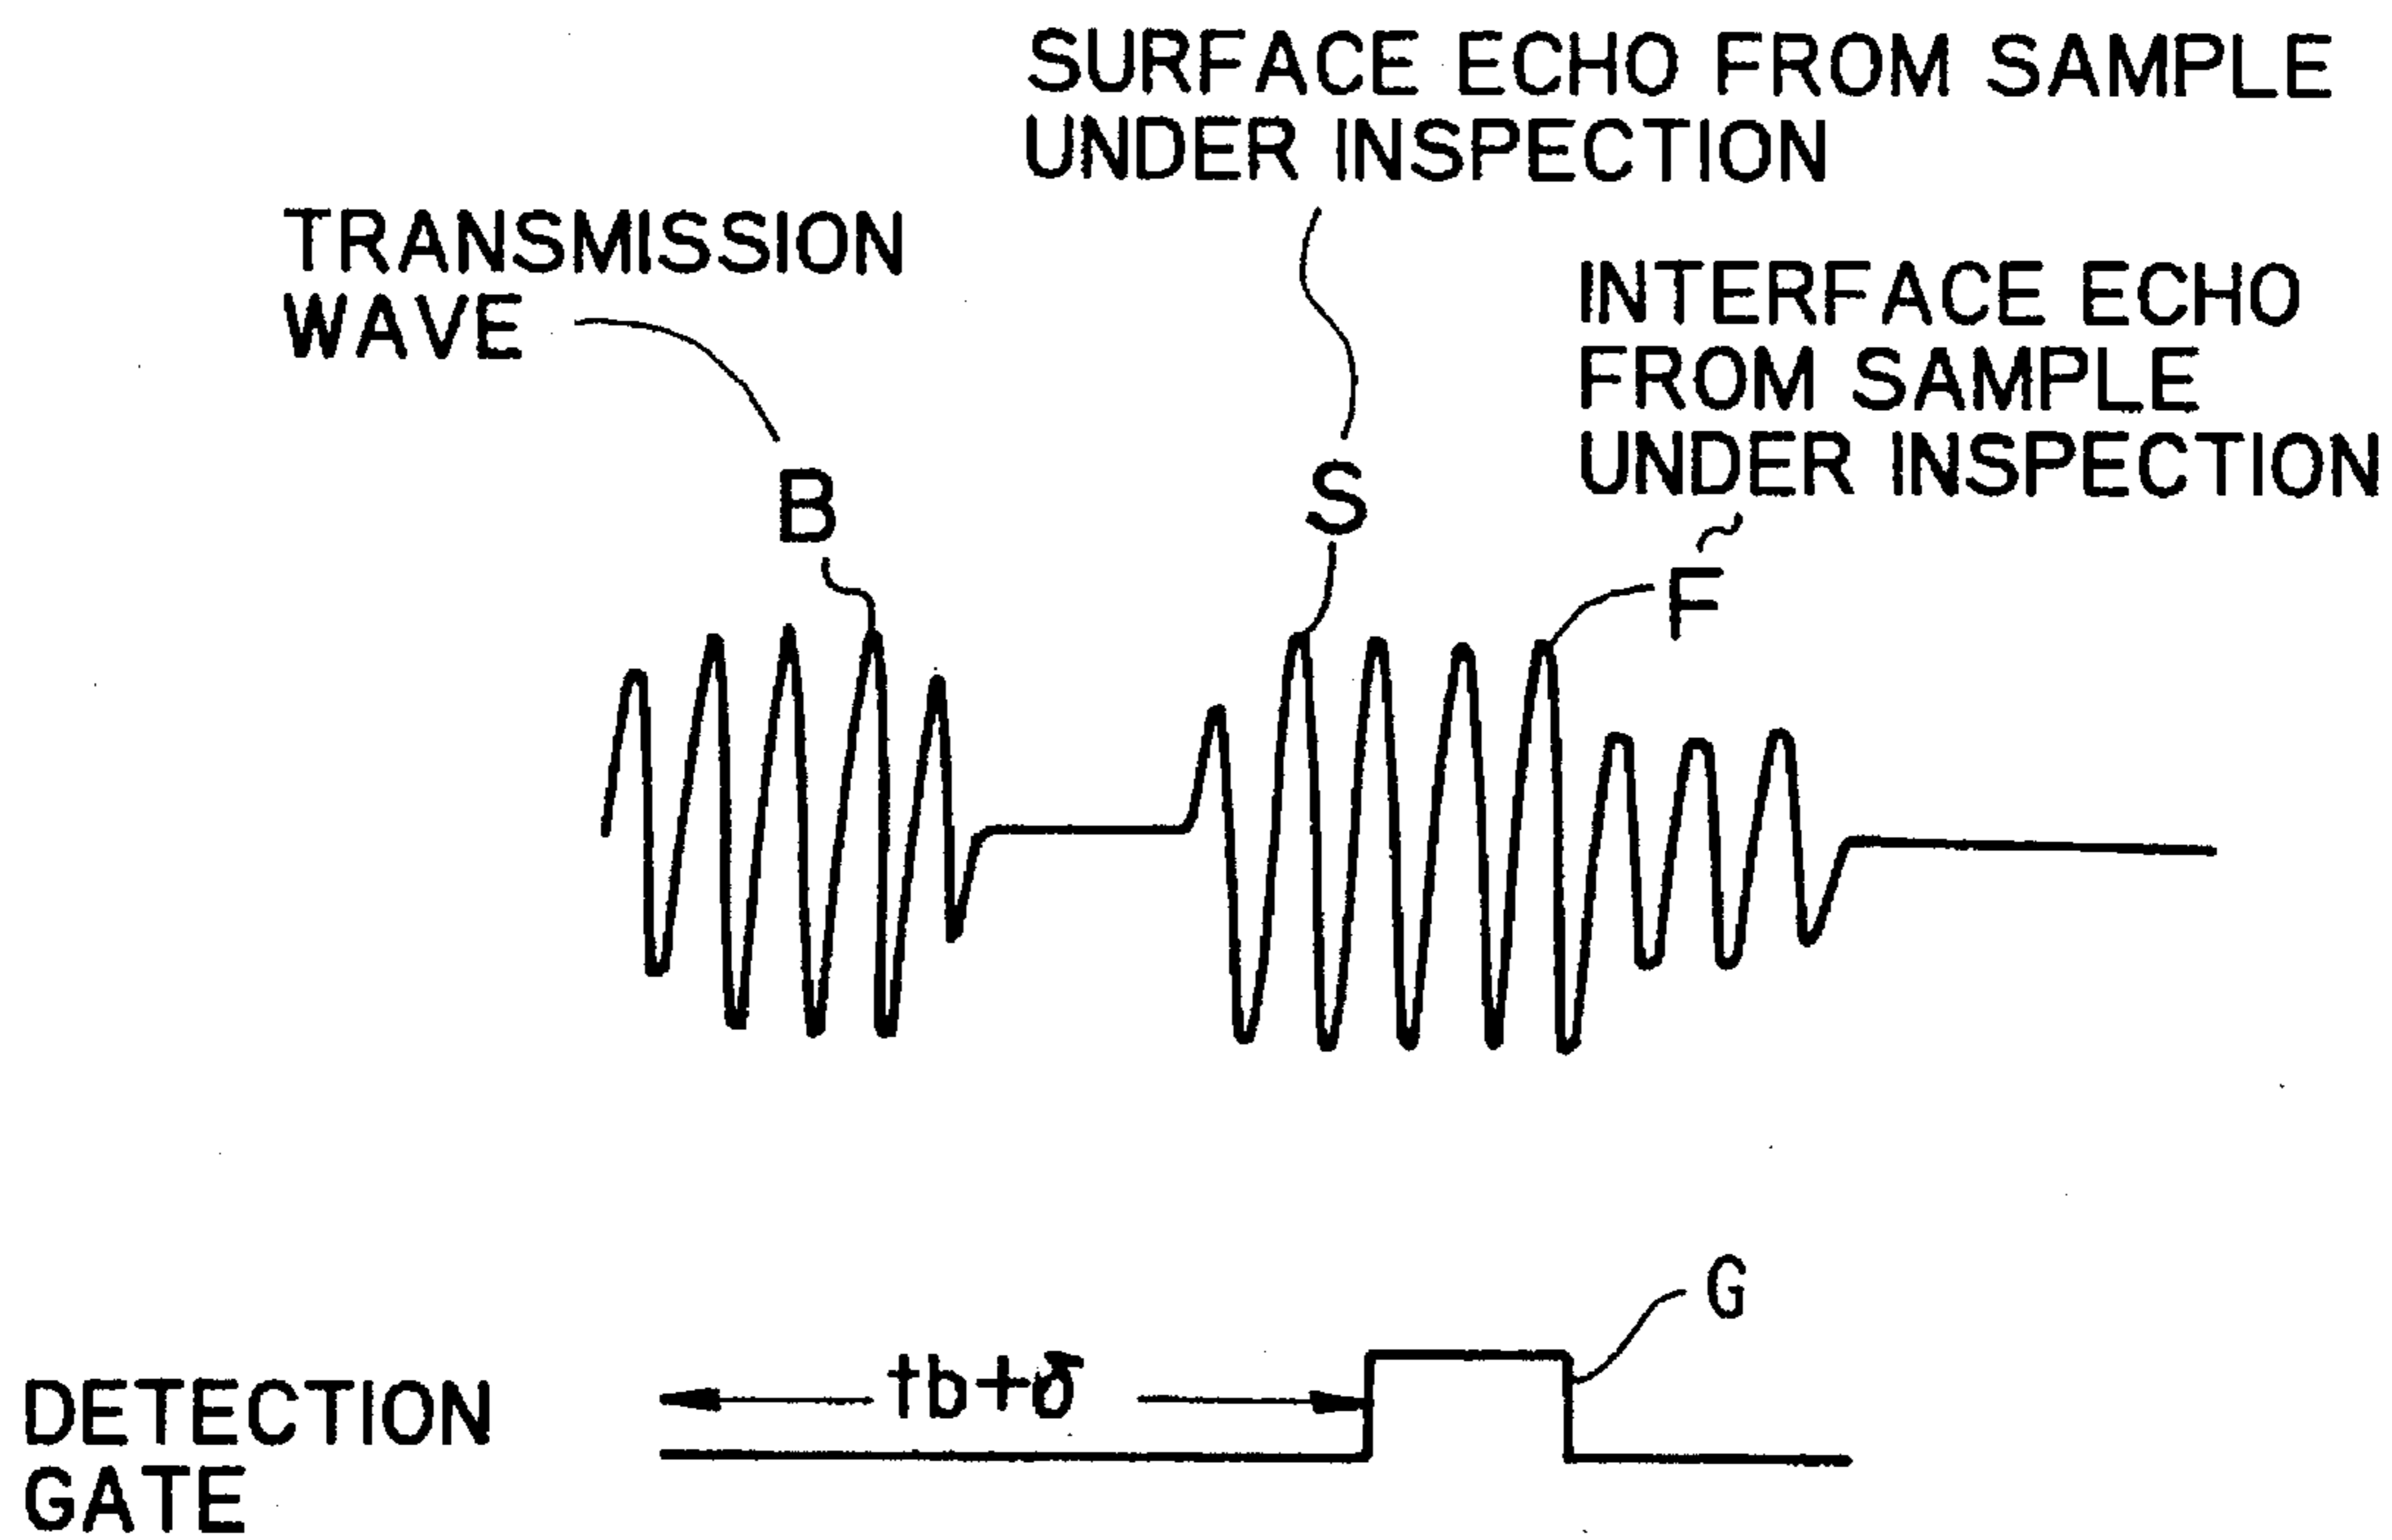 SURFACE ECHO FROM SAMPLE
UNDER INSPECTION
TRANSMISSION
WAVE
INTERFACE ECHO
FROM SAMPLE
UNDER INSPECTION
B
S
F
G
tb+δ
DETECTION
GATE